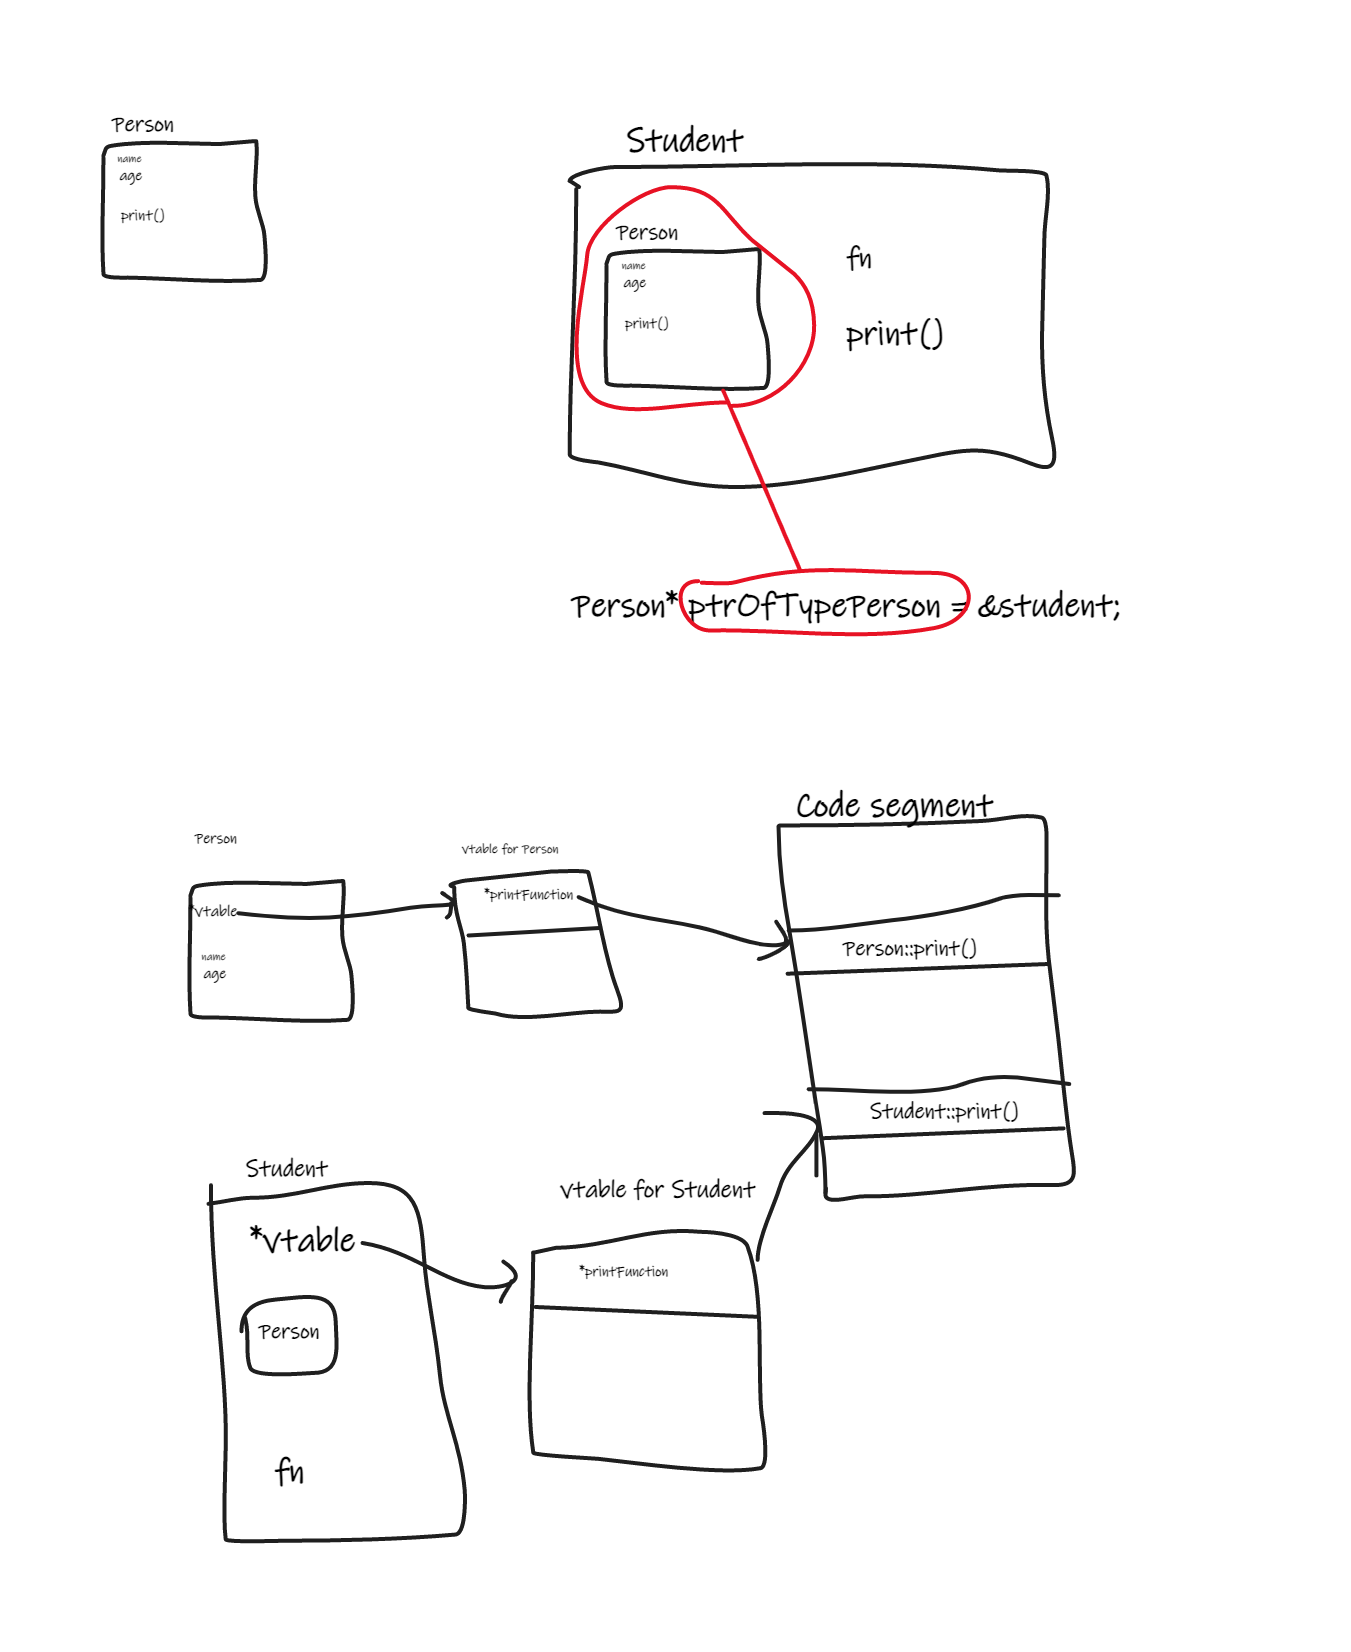 Person
name
age
print()
Student
Person
name
age
print()
fn
print()
Person* ptrOfTypePerson = &student;
Code segment
Person
vtable for Person
*vtable
*printFunction
name
age
Person::print()
Student::print()
Student
vtable for Student
*vtable
*printFunction
Person
fn